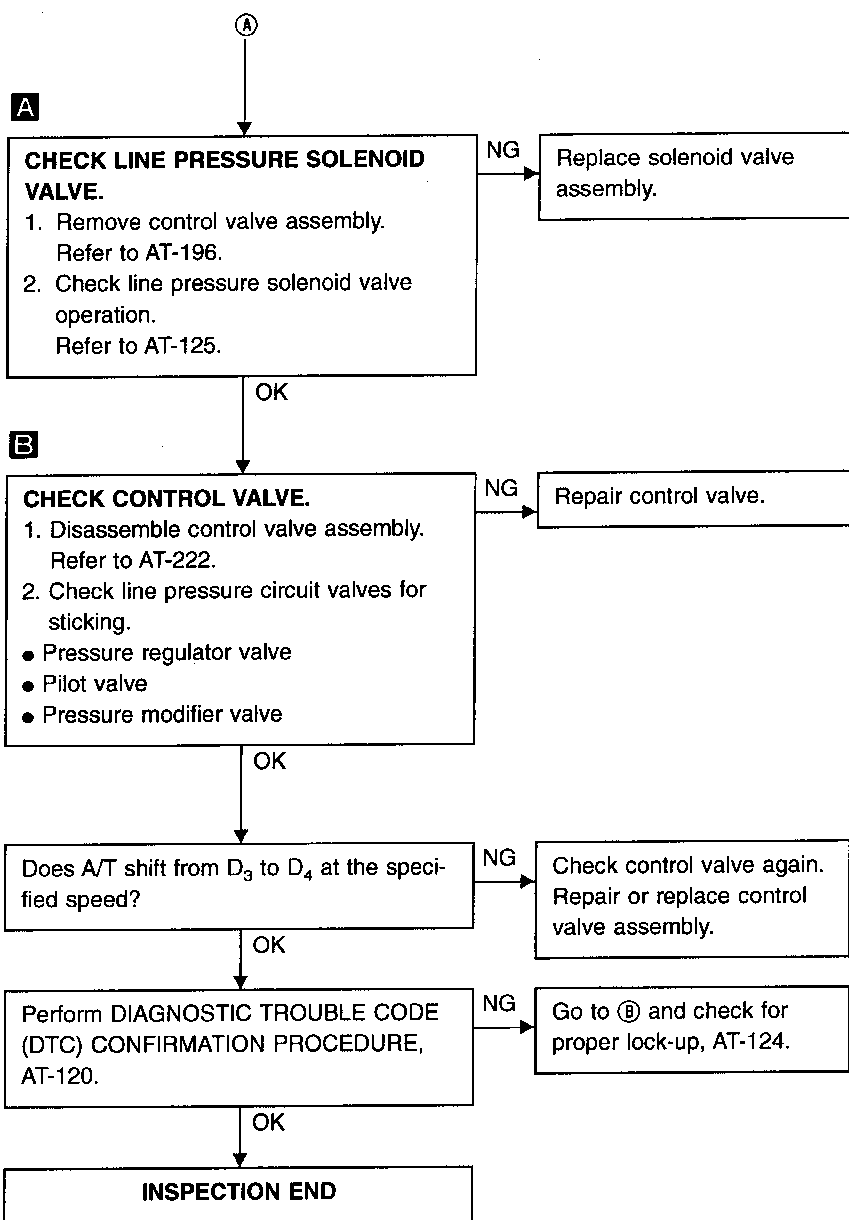 Ⓐ
A
CHECK LINE PRESSURE SOLENOID
VALVE.
1. Remove control valve assembly.
Refer to AT-196.
2. Check line pressure solenoid valve
operation.
Refer to AT-125.
NG
Replace solenoid valve
assembly.
OK
B
CHECK CONTROL VALVE.
1. Disassemble control valve assembly.
Refer to AT-222.
2. Check line pressure circuit valves for
sticking.
● Pressure regulator valve
● Pilot valve
● Pressure modifier valve
NG
Repair control valve.
OK
Does A/T shift from D₃ to D₄ at the speci-
fied speed?
NG
Check control valve again.
Repair or replace control
valve assembly.
OK
Perform DIAGNOSTIC TROUBLE CODE
(DTC) CONFIRMATION PROCEDURE,
AT-120.
NG
Go to Ⓑ and check for
proper lock-up, AT-124.
OK
INSPECTION END